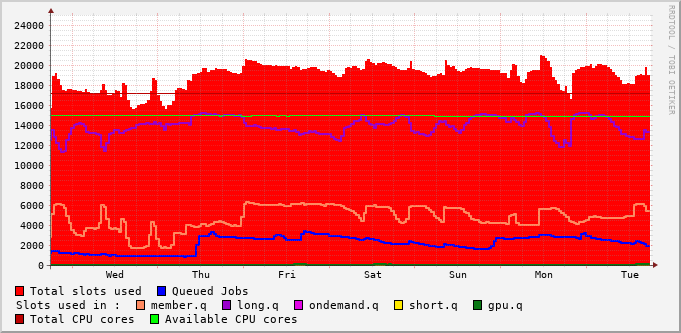 RRDTOOL / TOBI OETIKER
24000
22000
20000
18000
16000
14000
12000
10000
8000
6000
4000
2000
0
Wed Thu Fri Sat Sun Mon Tue
Total slots used Queued Jobs
Slots used in : member.q long.q ondemand.q short.q gpu.q
Total CPU cores Available CPU cores